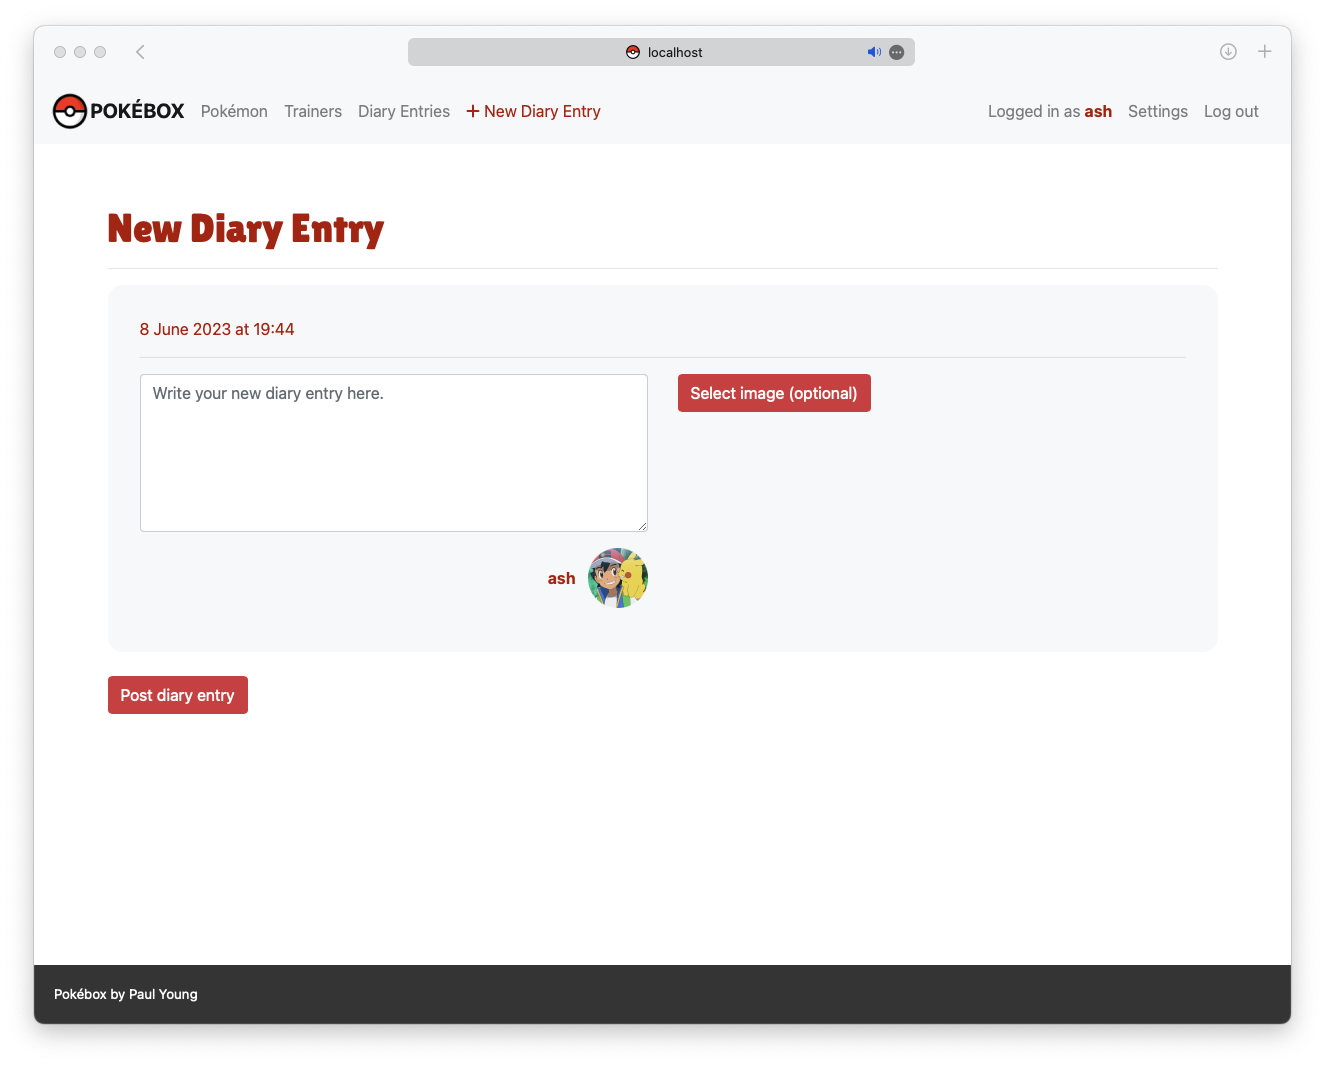 localhost
POKÉBOX Pokémon Trainers Diary Entries + New Diary Entry Logged in as ash Settings Log out
New Diary Entry
8 June 2023 at 19:44
Write your new diary entry here.
Select image (optional)
ash
Post diary entry
Pokébox by Paul Young